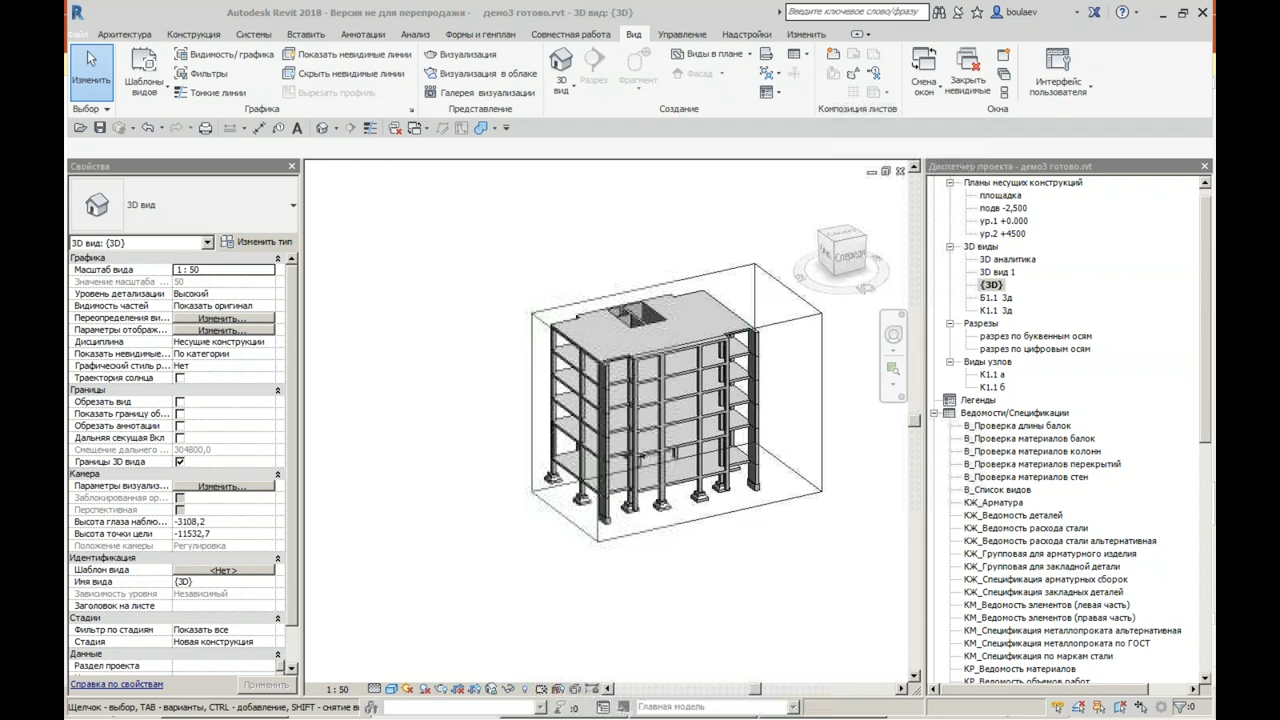 Autodesk Revit 2018 - Версия не для перепродажи - демо3 готово.rvt - 3D вид: {3D}
Введите ключевое слово/фразу
boulaev
Файл Архитектура Конструкция Системы Вставить Аннотации Анализ Формы и генплан Совместная работа Вид Управление Надстройки Изменить
Изменить
Шаблоны видов
Видимость/графика
Фильтры
Тонкие линии
Показать невидимые линии
Скрыть невидимые линии
Вырезать профиль
Визуализация
Визуализация в облаке
Галерея визуализации
3D вид
Разрез
Фрагмент
Виды в плане
Фасад
Смена окон
Закрыть невидимые
Интерфейс пользователя
Выбор
Графика
Представление
Создание
Композиция листов
Окна
Свойства
3D вид
3D вид: {3D}
Изменить тип
Графика
Масштаб вида 1 : 50
Значение масштаба 50
Уровень детализации Высокий
Видимость частей Показать оригинал
Переопределения ви... Изменить...
Параметры отображ... Изменить...
Дисциплина Несущие конструкции
Показать невидимые... По категории
Графический стиль р... Нет
Траектория солнца
Границы
Обрезать вид
Показать границу об...
Обрезать аннотации
Дальняя секущая Вкл
Смещение дальнего ... 304800,0
Границы 3D вида
Камера
Параметры визуализ... Изменить...
Заблокированная ор...
Перспективная
Высота глаза наблю... -3108,2
Высота точки цели -11532,7
Положение камеры Регулировка
Идентификация
Шаблон вида <Нет>
Имя вида {3D}
Зависимость уровня Независимый
Заголовок на листе
Стадии
Фильтр по стадиям Показать все
Стадия Новая конструкция
Данные
Раздел проекта
Справка по свойствам
Применить
Спереди
1 : 50
Диспетчер проекта - демо3 готово.rvt
Планы несущих конструкций
площадка
подв -2,500
ур.1 +0.000
ур.2 +4500
3D виды
3D аналитика
3D вид 1
{3D}
Б1.1 3д
К1.1 3д
Разрезы
разрез по буквенным осям
разрез по цифровым осям
Виды узлов
К1.1 а
К1.1 б
Легенды
Ведомости/Спецификации
В_Проверка длины балок
В_Проверка материалов балок
В_Проверка материалов колонн
В_Проверка материалов перекрытий
В_Проверка материалов стен
В_Список видов
КЖ_Арматура
КЖ_Ведомость деталей
КЖ_Ведомость расхода стали
КЖ_Ведомость расхода стали альтернативная
КЖ_Групповая для арматурного изделия
КЖ_Групповая для закладной детали
КЖ_Спецификация арматурных сборок
КЖ_Спецификация закладных деталей
КМ_Ведомость элементов (левая часть)
КМ_Ведомость элементов (правая часть)
КМ_Спецификация металлопроката альтернативная
КМ_Спецификация металлопроката по ГОСТ
КМ_Спецификация по маркам стали
КР_Ведомость материалов
КР_Ведомость объемов работ
Щелчок - выбор, TAB - варианты, CTRL - добавление, SHIFT - снятие в
:0
Главная модель
:0